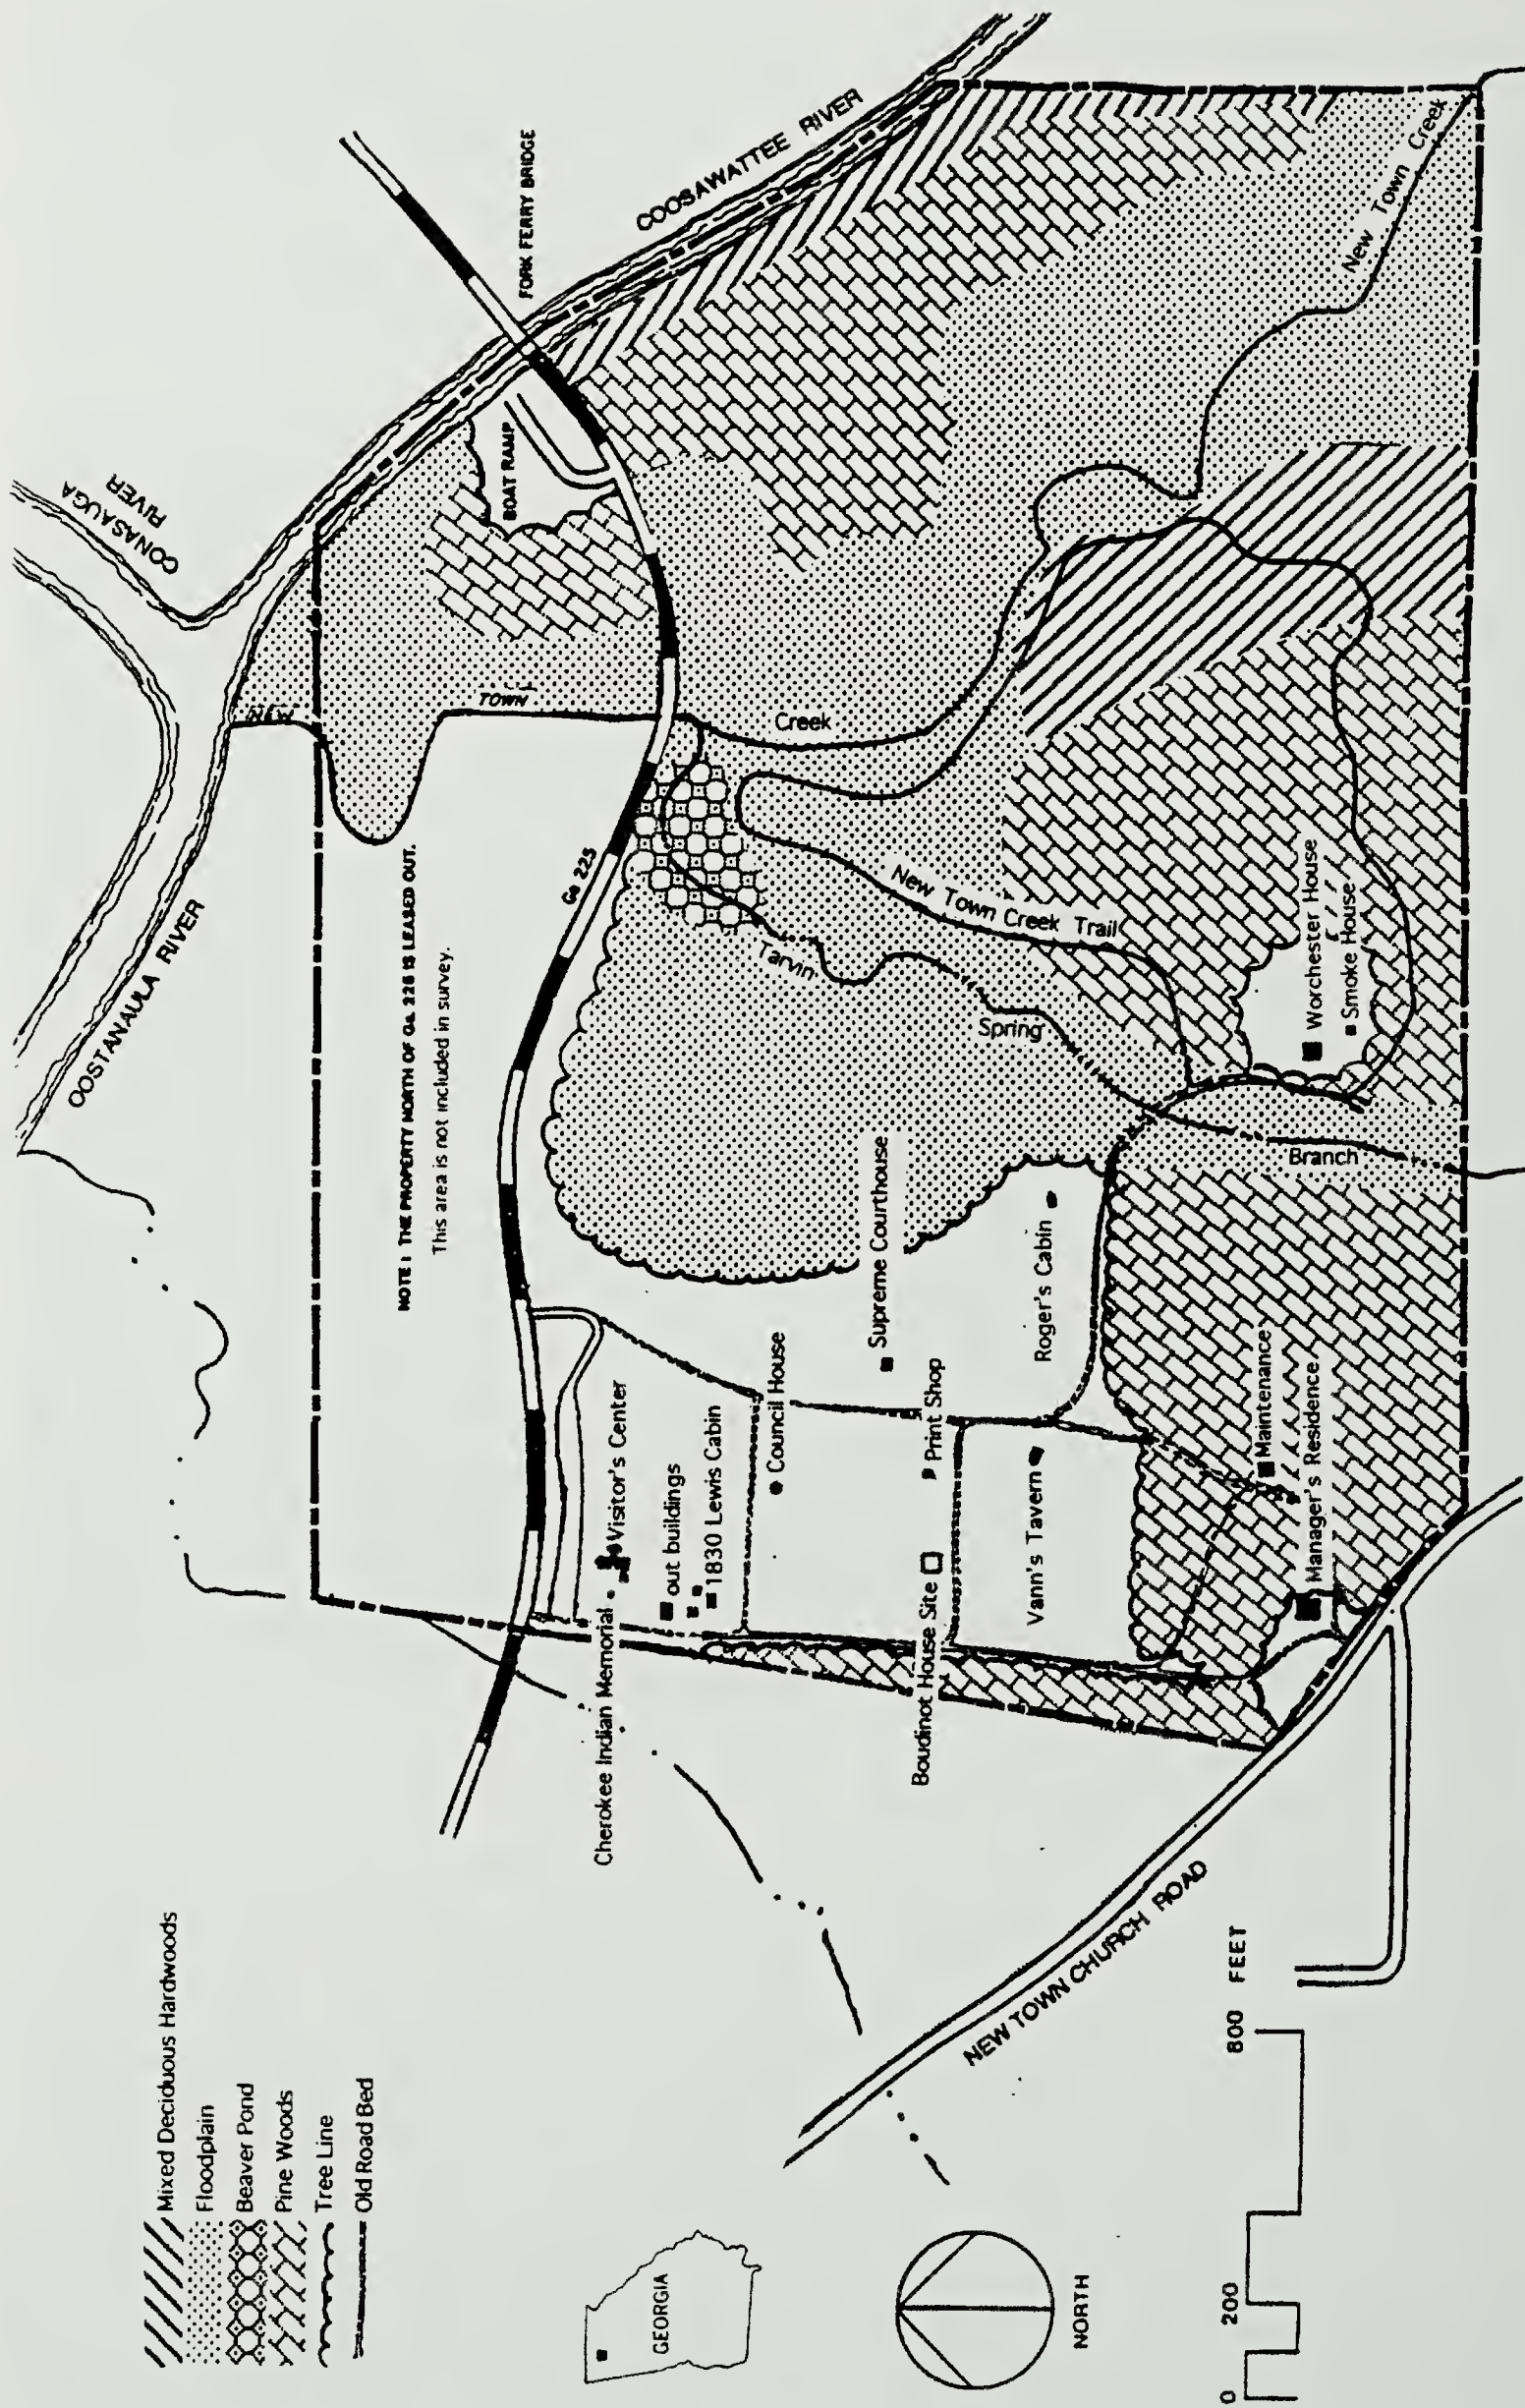 Mixed Deciduous Hardwoods
Floodplain
Beaver Pond
Pine Woods
Tree Line
Old Road Bed
GEORGIA
NORTH
0 200 800 FEET
OOSTANAULA RIVER
CONASAUGA
RIVER
COOSAWATTEE RIVER
FORK FERRY BRIDGE
BOAT RAMP
NOTE : THE PROPERTY NORTH OF Ga. 225 IS LEASED OUT.
This area is not included in survey.
NEW
TOWN
Creek
Ga 225
Cherokee Indian Memorial
Visitor's Center
out buildings
1830 Lewis Cabin
Council House
Supreme Courthouse
Print Shop
Boudinot House Site
Vann's Tavern
Roger's Cabin
Tarvin
Spring
Branch
New Town Creek Trail
New Town Creek
Worchester House
Smoke House
Maintenance
Manager's Residence
NEW TOWN CHURCH ROAD